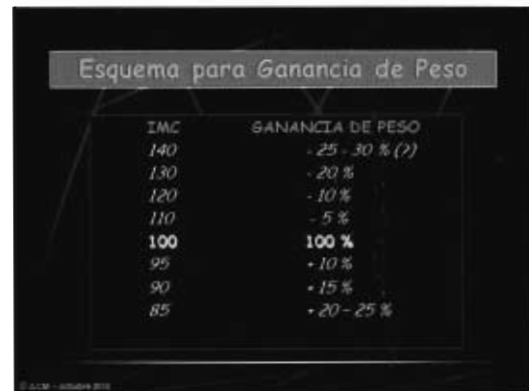 Esquema para Ganancia de Peso
IMC GANANCIA DE PESO
140 - 25 - 30 % (?)
130 - 20 %
120 - 10 %
110 - 5 %
100 100 %
95 + 10 %
90 + 15 %
85 + 20 - 25 %